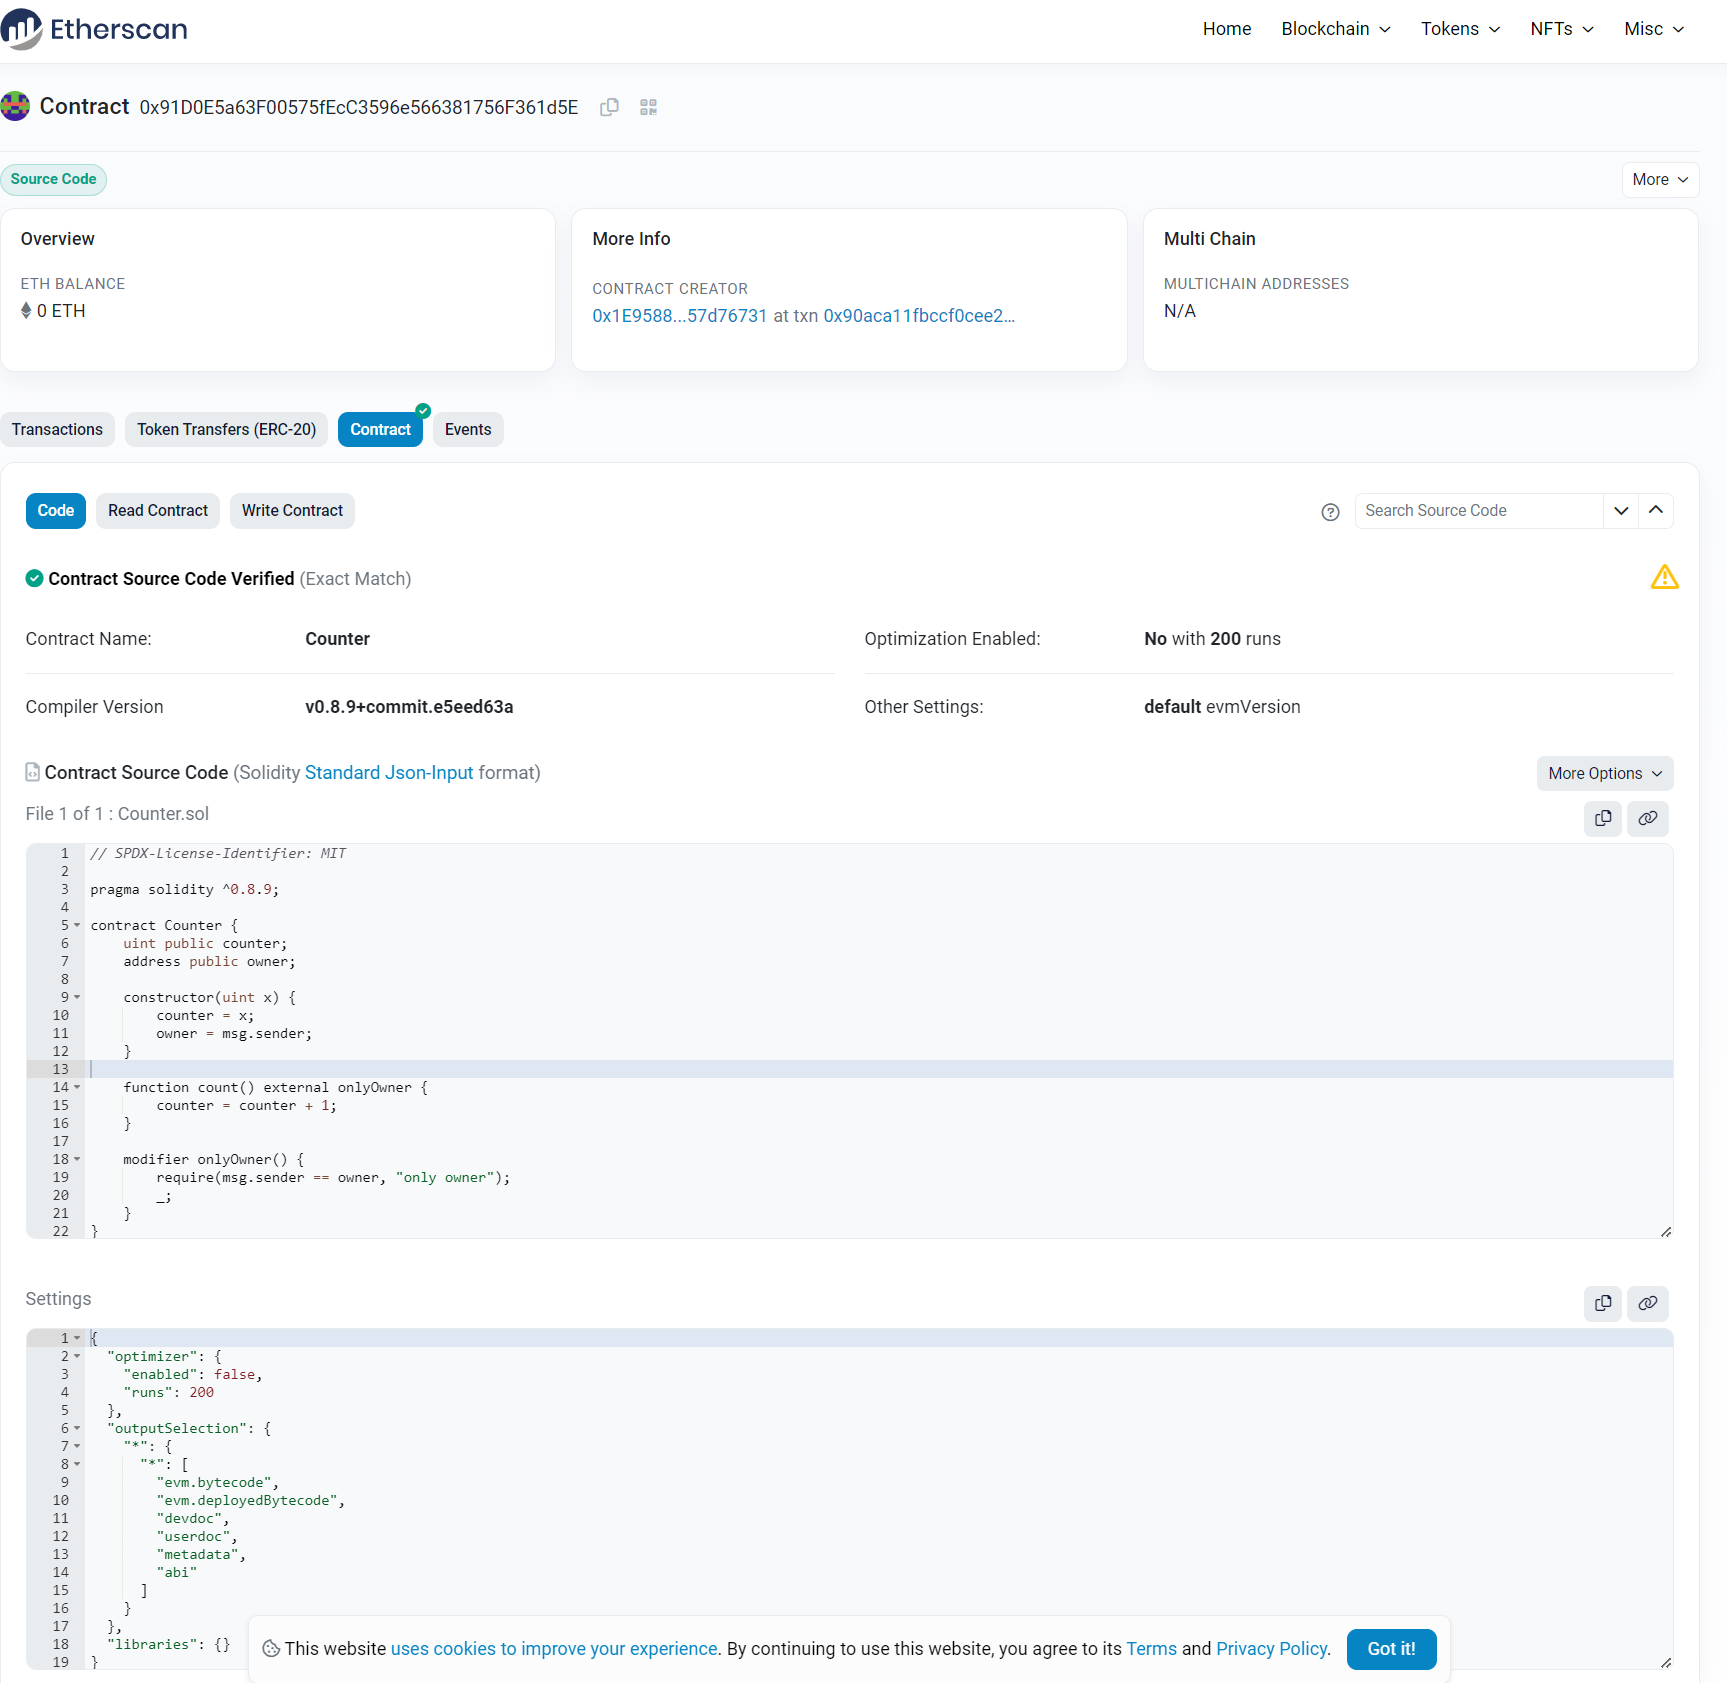 Etherscan
Home Blockchain Tokens NFTs Misc
Contract 0x91D0E5a63F00575fEcC3596e566381756F361d5E
Source Code
More
Overview
ETH BALANCE
0 ETH
More Info
CONTRACT CREATOR
0x1E9588...57d76731 at txn 0x90aca11fbccf0cee2...
Multi Chain
MULTICHAIN ADDRESSES
N/A
Transactions Token Transfers (ERC-20) Contract Events
Code Read Contract Write Contract
Search Source Code
Contract Source Code Verified (Exact Match)
Contract Name: Counter
Optimization Enabled: No with 200 runs
Compiler Version v0.8.9+commit.e5eed63a
Other Settings: default evmVersion
Contract Source Code (Solidity Standard Json-Input format)
More Options
File 1 of 1 : Counter.sol
1 // SPDX-License-Identifier: MIT
2
3 pragma solidity ^0.8.9;
4
5 contract Counter {
6 uint public counter;
7 address public owner;
8
9 constructor(uint x) {
10 counter = x;
11 owner = msg.sender;
12 }
13
14 function count() external onlyOwner {
15 counter = counter + 1;
16 }
17
18 modifier onlyOwner() {
19 require(msg.sender == owner, "only owner");
20 _;
21 }
22 }
Settings
1 {
2 "optimizer": {
3 "enabled": false,
4 "runs": 200
5 },
6 "outputSelection": {
7 "*": {
8 "*": [
9 "evm.bytecode",
10 "evm.deployedBytecode",
11 "devdoc",
12 "userdoc",
13 "metadata",
14 "abi"
15 ]
16 }
17 },
18 "libraries": {}
19 }
This website uses cookies to improve your experience. By continuing to use this website, you agree to its Terms and Privacy Policy.
Got it!